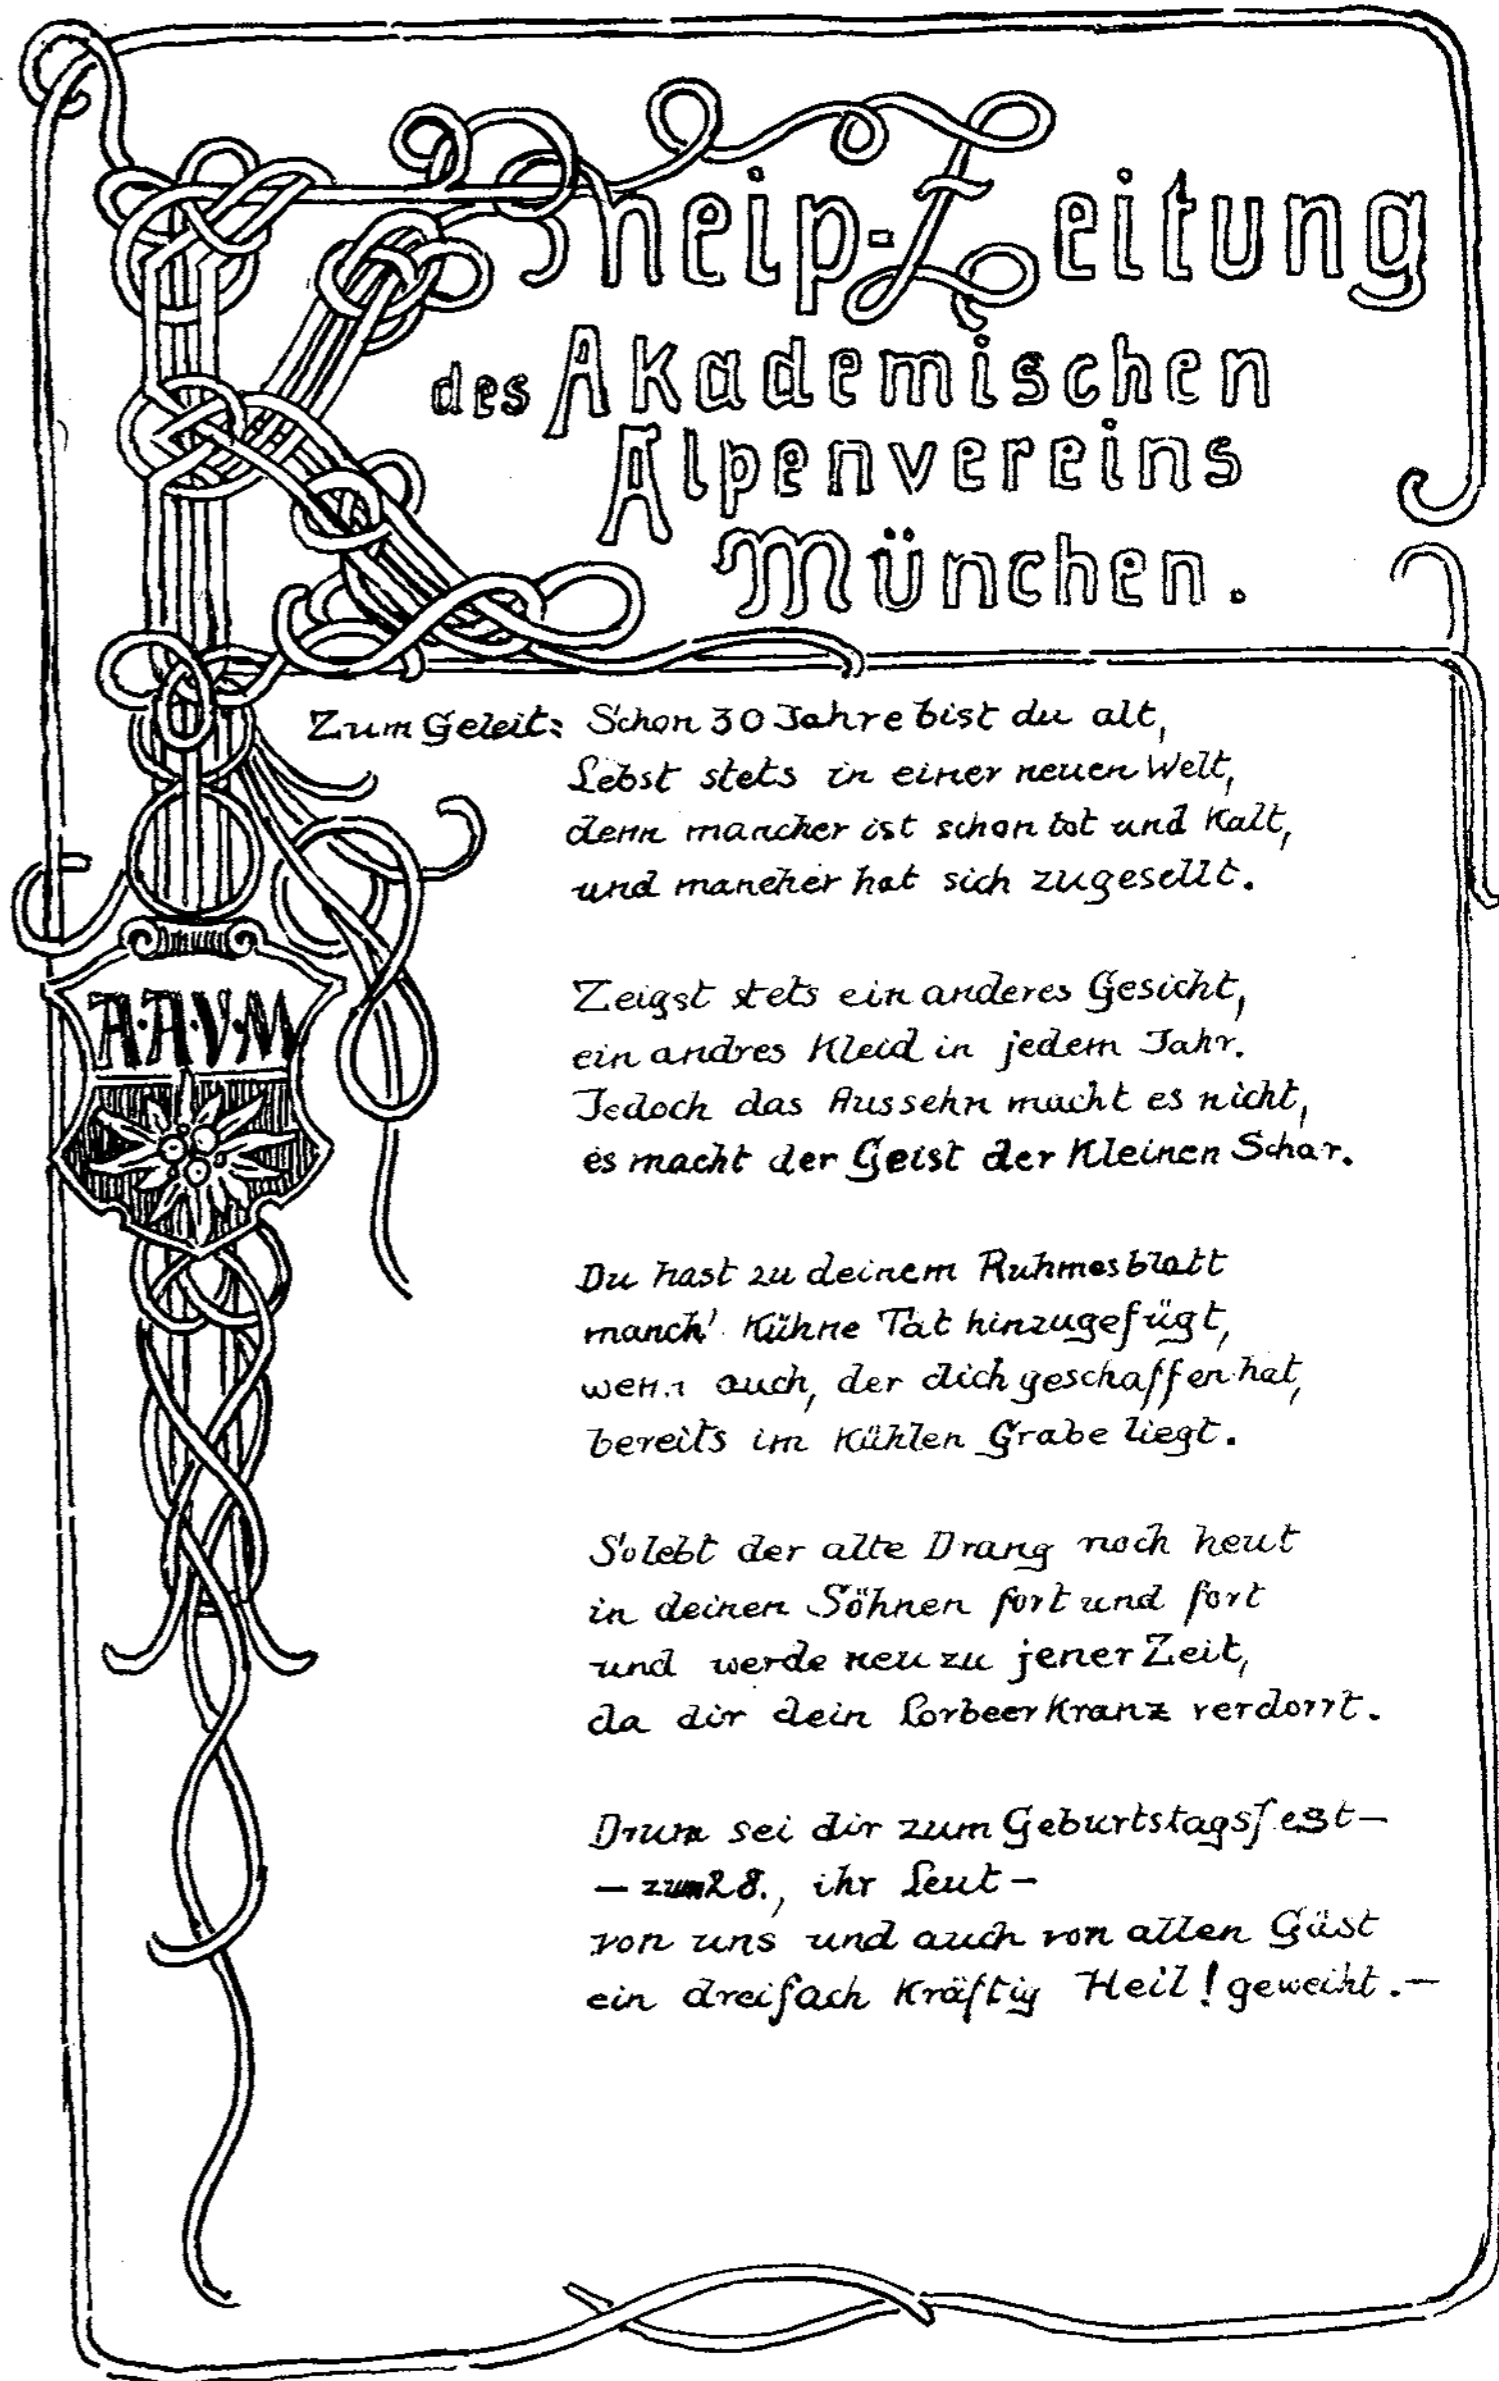 Kneip-Zeitung
des Akademischen
Alpenvereins
München.
Zum Geleit: Schon 30 Jahre bist du alt,
Lebst stets in einer neuen Welt,
denn mancher ist schon tot und Kalt,
und mancher hat sich zugesellt.
Zeigst stets ein anderes Gesicht,
ein andres Kleid in jedem Jahr.
Jedoch das Aussehn macht es nicht,
es macht der Geist der Kleinen Schar.
A.A.V.M
Du hast zu deinem Ruhmesblatt
manch' Kühne Tat hinzugefügt,
wenn auch, der dich geschaffen hat,
bereits im Kühlen Grabe liegt.
So lebt der alte Drang noch heut
in deinen Söhnen fort und fort
und werde neu zu jener Zeit,
da dir dein Lorbeerkranz verdorrt.
Drum sei dir zum Geburtstagsfest—
— zum 28., ihr Leut —
von uns und auch von allen Gäst
ein dreifach Kräftig Heil! geweiht.—